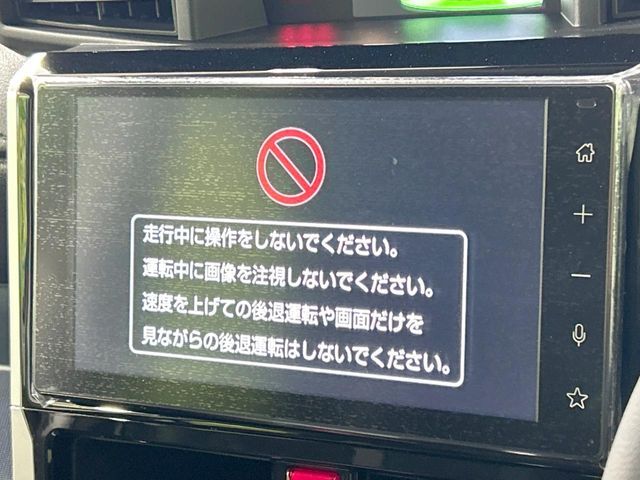 走行中に操作をしないでください。
運転中に画像を注視しないでください。
速度を上げての後退運転や画面だけを
見ながらの後退運転はしないでください。